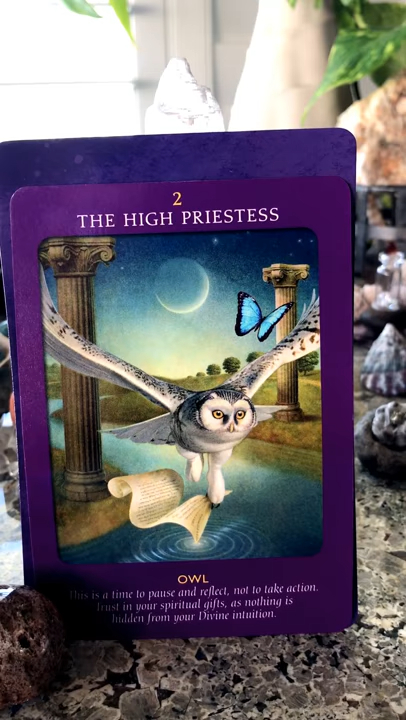 2
THE HIGH PRIESTESS
OWL
This is a time to pause and reflect, not to take action.
Trust in your spiritual gifts, as nothing is
hidden from your Divine intuition.